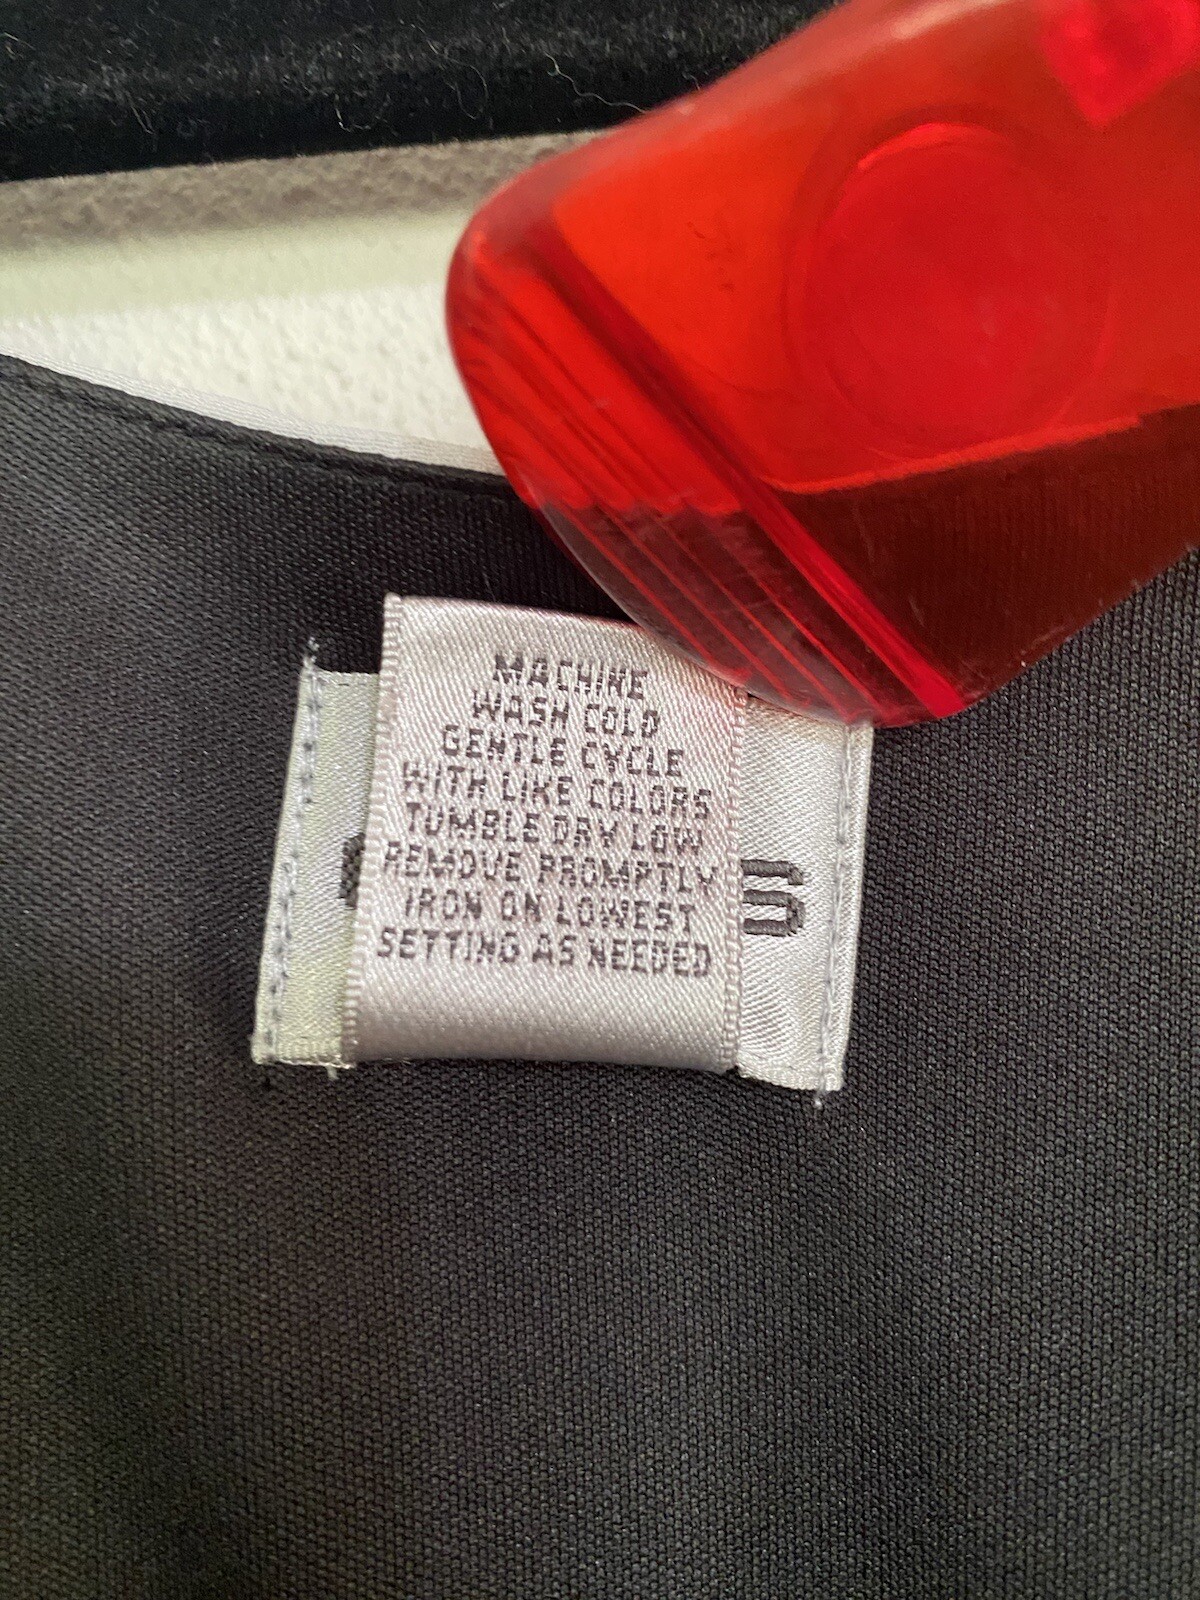 MACHINE
WASH COLD
GENTLE CYCLE
WITH LIKE COLORS
TUMBLE DRY LOW
REMOVE PROMPTLY
IRON ON LOWEST
SETTING AS NEEDED
S